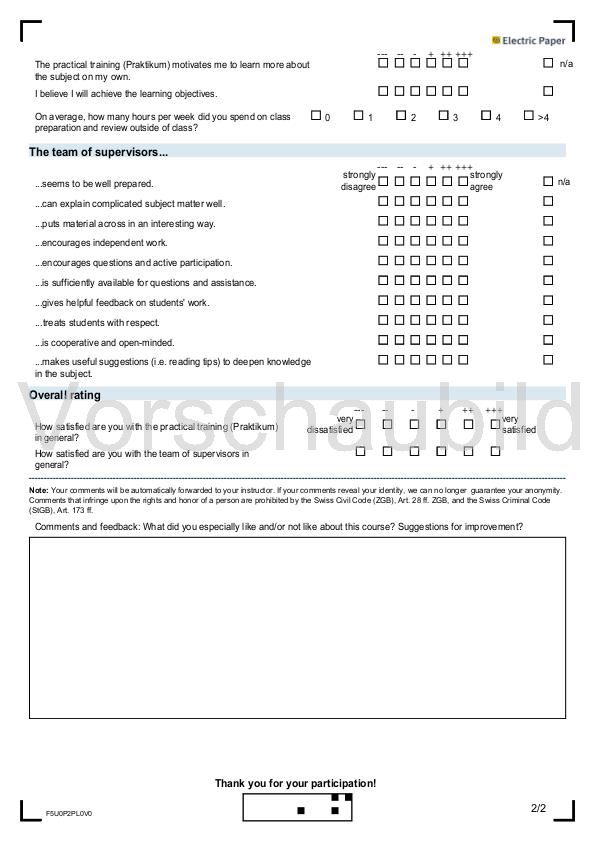 Electric Paper
--- -- - + ++ +++
The practical training (Praktikum) motivates me to learn more about n/a
the subject on my own.
I believe I will achieve the learning objectives.
On average, how many hours per week did you spend on class 0 1 2 3 4 >4
preparation and review outside of class?
The team of supervisors...
--- -- - + ++ +++
strongly strongly
...seems to be well prepared. disagree agree n/a
...can explain complicated subject matter well.
...puts material across in an interesting way.
...encourages independent work.
...encourages questions and active participation.
...is sufficiently available for questions and assistance.
...gives helpful feedback on students' work.
...treats students with respect.
...is cooperative and open-minded.
...makes useful suggestions (i.e. reading tips) to deepen knowledge
in the subject.
Vorschaubild
Overall rating
--- -- - + ++ +++
very very
How satisfied are you with the practical training (Praktikum) dissatisfied satisfied
in general?
How satisfied are you with the team of supervisors in
general?
Note: Your comments will be automatically forwarded to your instructor. If your comments reveal your identity, we can no longer guarantee your anonymity.
Comments that infringe upon the rights and honor of a person are prohibited by the Swiss Civil Code (ZGB), Art. 28 ff. ZGB, and the Swiss Criminal Code
(StGB), Art. 173 ff.
Comments and feedback: What did you especially like and/or not like about this course? Suggestions for improvement?
Thank you for your participation!
F5U0P2PL0V0
2/2